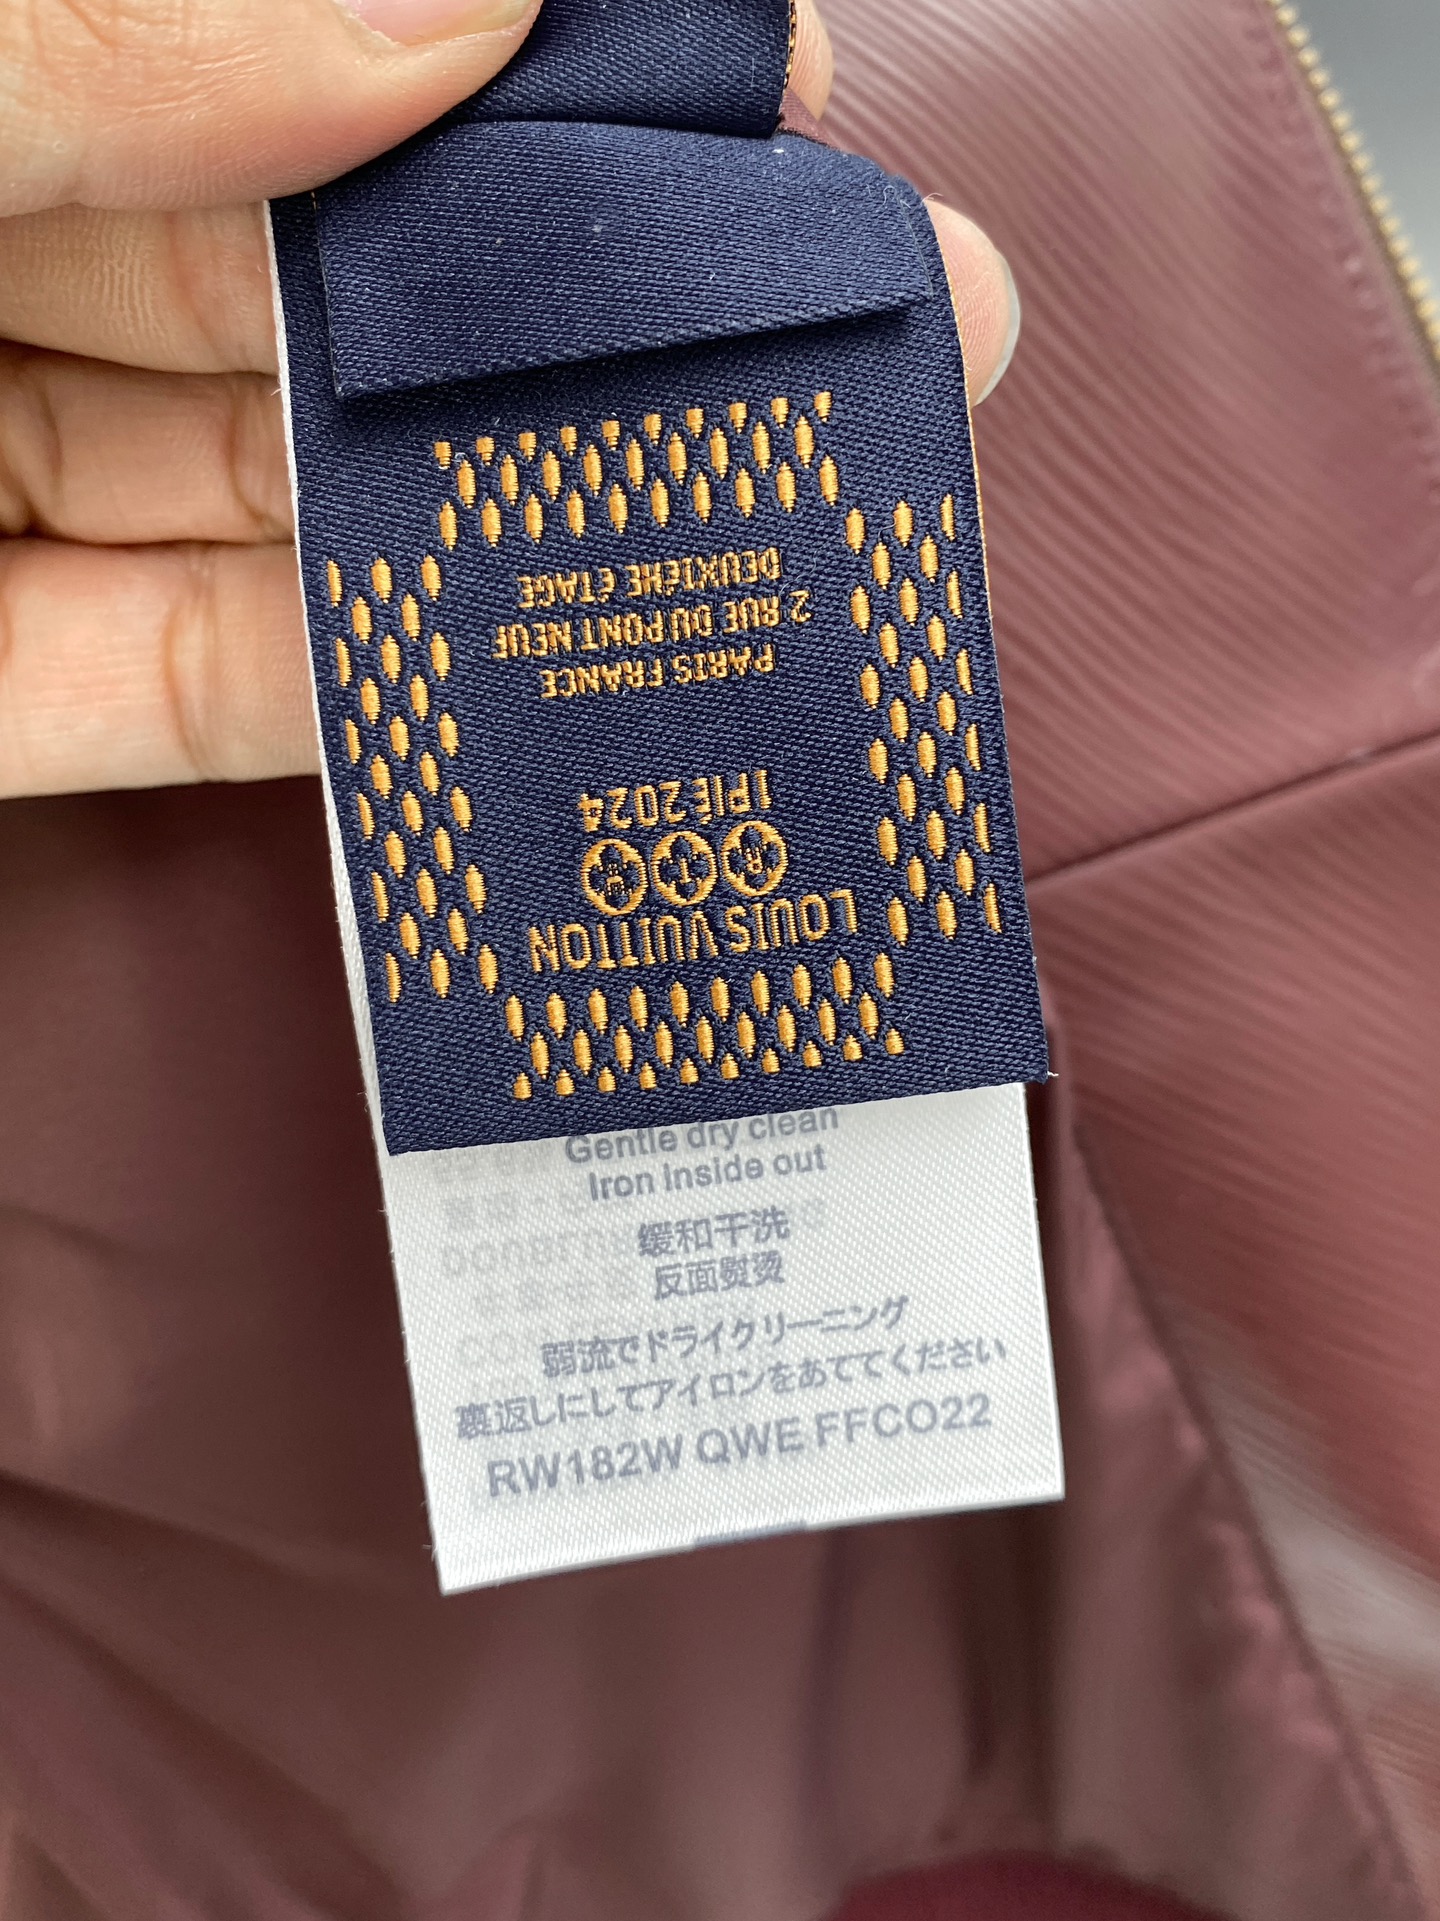 LOUIS VUITTON
R L B
1 PIÉ 2024
PARIS FRANCE
2 RUE DU PONT NEUF
DEUXIÈME ÉTAGE
Gentle dry clean
Iron inside out
缓和干洗
反面熨烫
弱流でドライクリーニング
裏返しにしてアイロンをあててください
RW182W QWE FFCO22